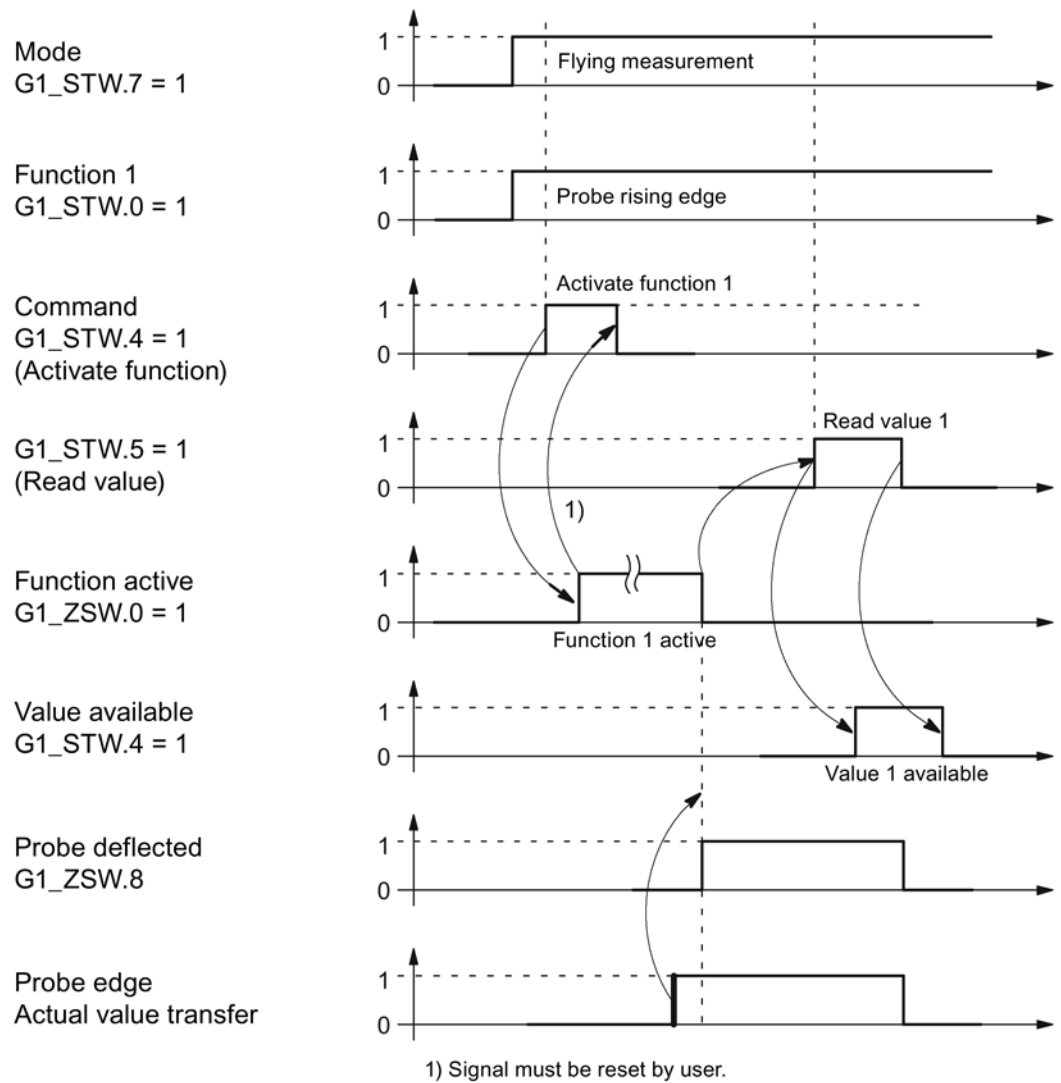 Mode
G1_STW.7 = 1
1
0
Flying measurement
Function 1
G1_STW.0 = 1
1
0
Probe rising edge
Command
G1_STW.4 = 1
(Activate function)
1
0
Activate function 1
G1_STW.5 = 1
(Read value)
1
0
Read value 1
1)
Function active
G1_ZSW.0 = 1
1
0
Function 1 active
Value available
G1_STW.4 = 1
1
0
Value 1 available
Probe deflected
G1_ZSW.8
1
0
Probe edge
Actual value transfer
1
0
1) Signal must be reset by user.